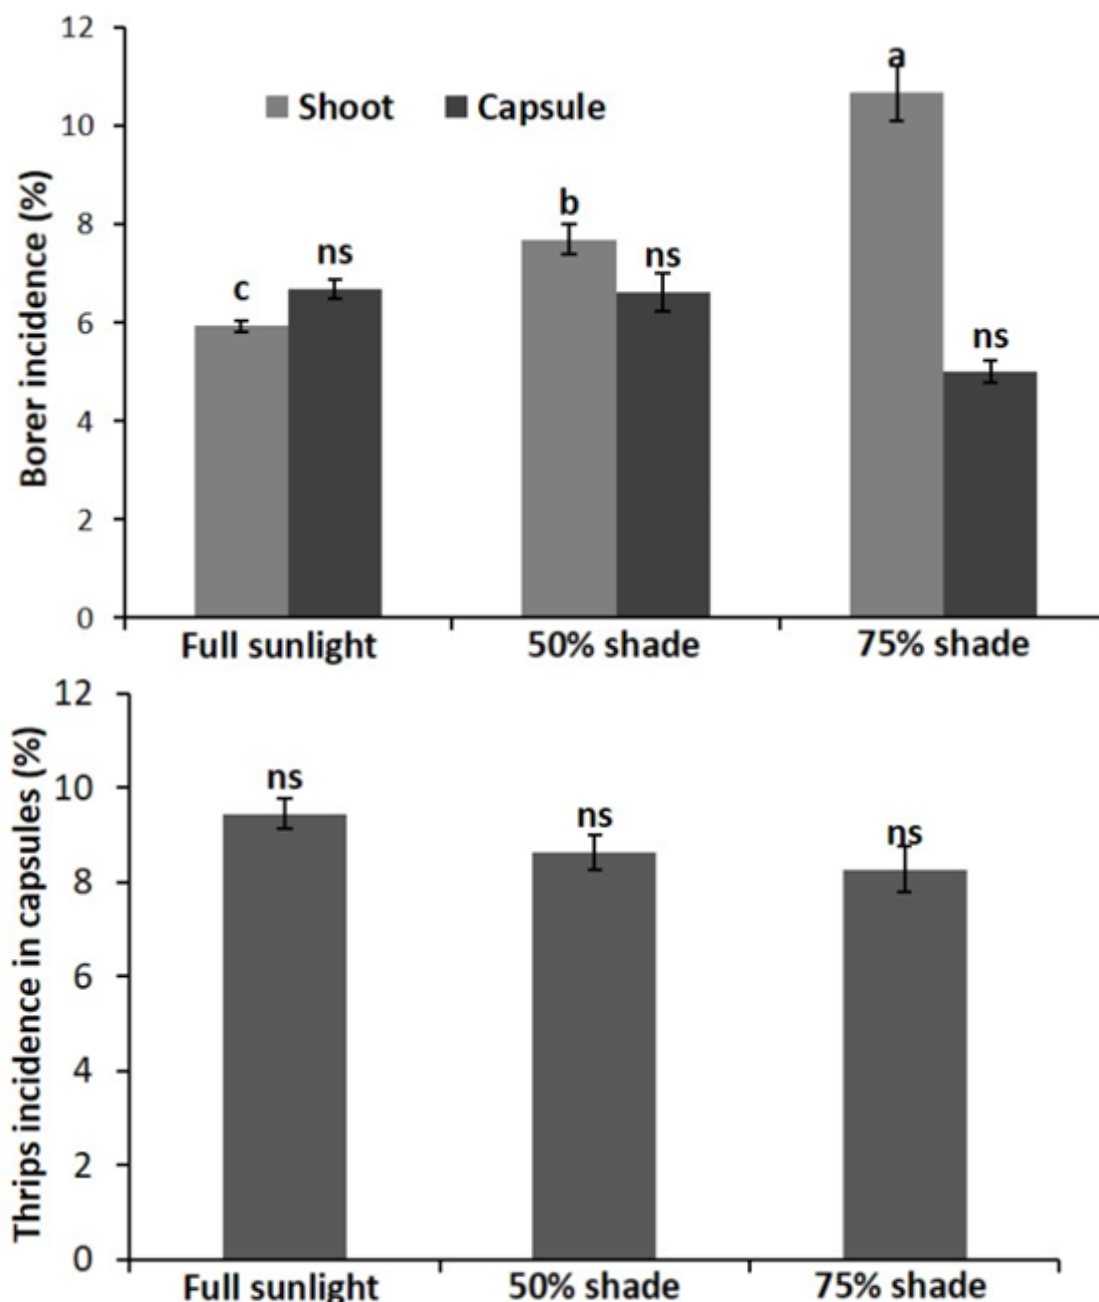 Borer incidence (%)
12
10
8
6
4
2
0
Shoot
Capsule
c
ns
b
ns
a
ns
Full sunlight
50% shade
75% shade
Thrips incidence in capsules (%)
12
10
8
6
4
2
0
ns
ns
ns
Full sunlight
50% shade
75% shade